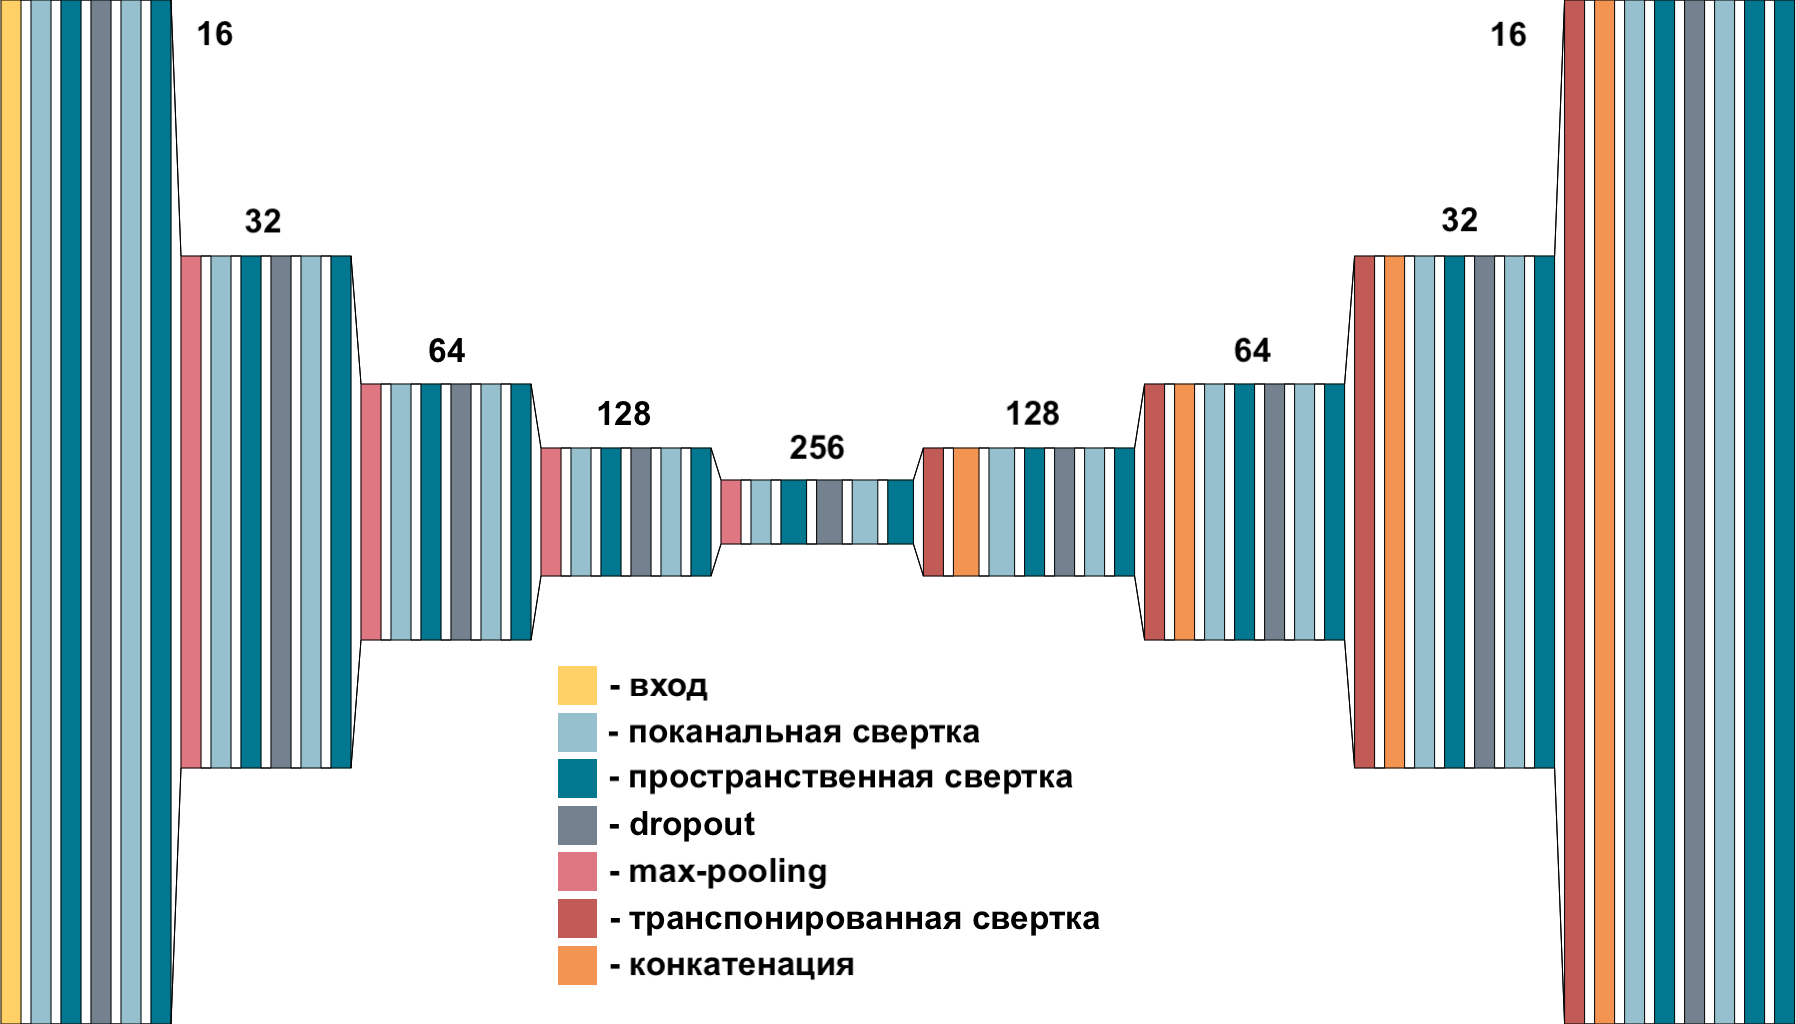 16
16
32
32
64
64
128
128
256
- вход
- поканальная свертка
- пространственная свертка
- dropout
- max-pooling
- транспонированная свертка
- конкатенация